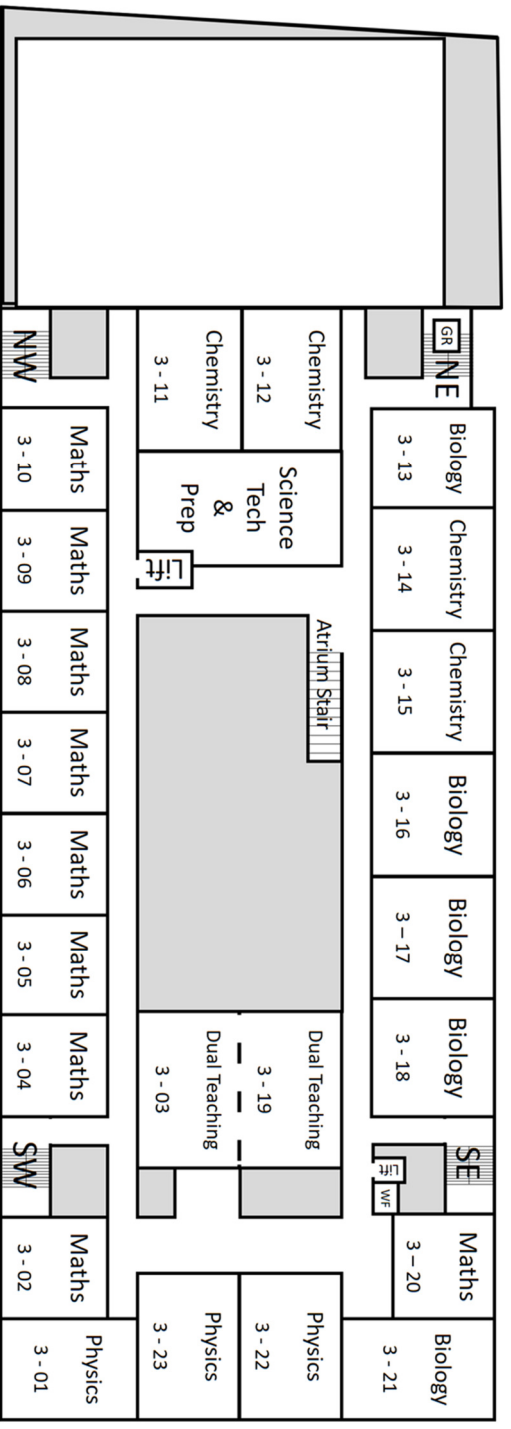 GR
NE
Biology
3 - 13
Chemistry
3 - 14
Chemistry
3 - 15
Biology
3 - 16
Biology
3 – 17
Biology
3 - 18
SE
Lift
WF
Maths
3 – 20
Biology
3 - 21
Chemistry
3 - 12
Chemistry
3 - 11
Science
Tech
&
Prep
Lift
Atrium Stair
Dual Teaching
3 - 19
Dual Teaching
3 - 03
Physics
3 - 22
Physics
3 - 23
NW
Maths
3 - 10
Maths
3 - 09
Maths
3 - 08
Maths
3 - 07
Maths
3 - 06
Maths
3 - 05
Maths
3 - 04
SW
Maths
3 - 02
Physics
3 - 01